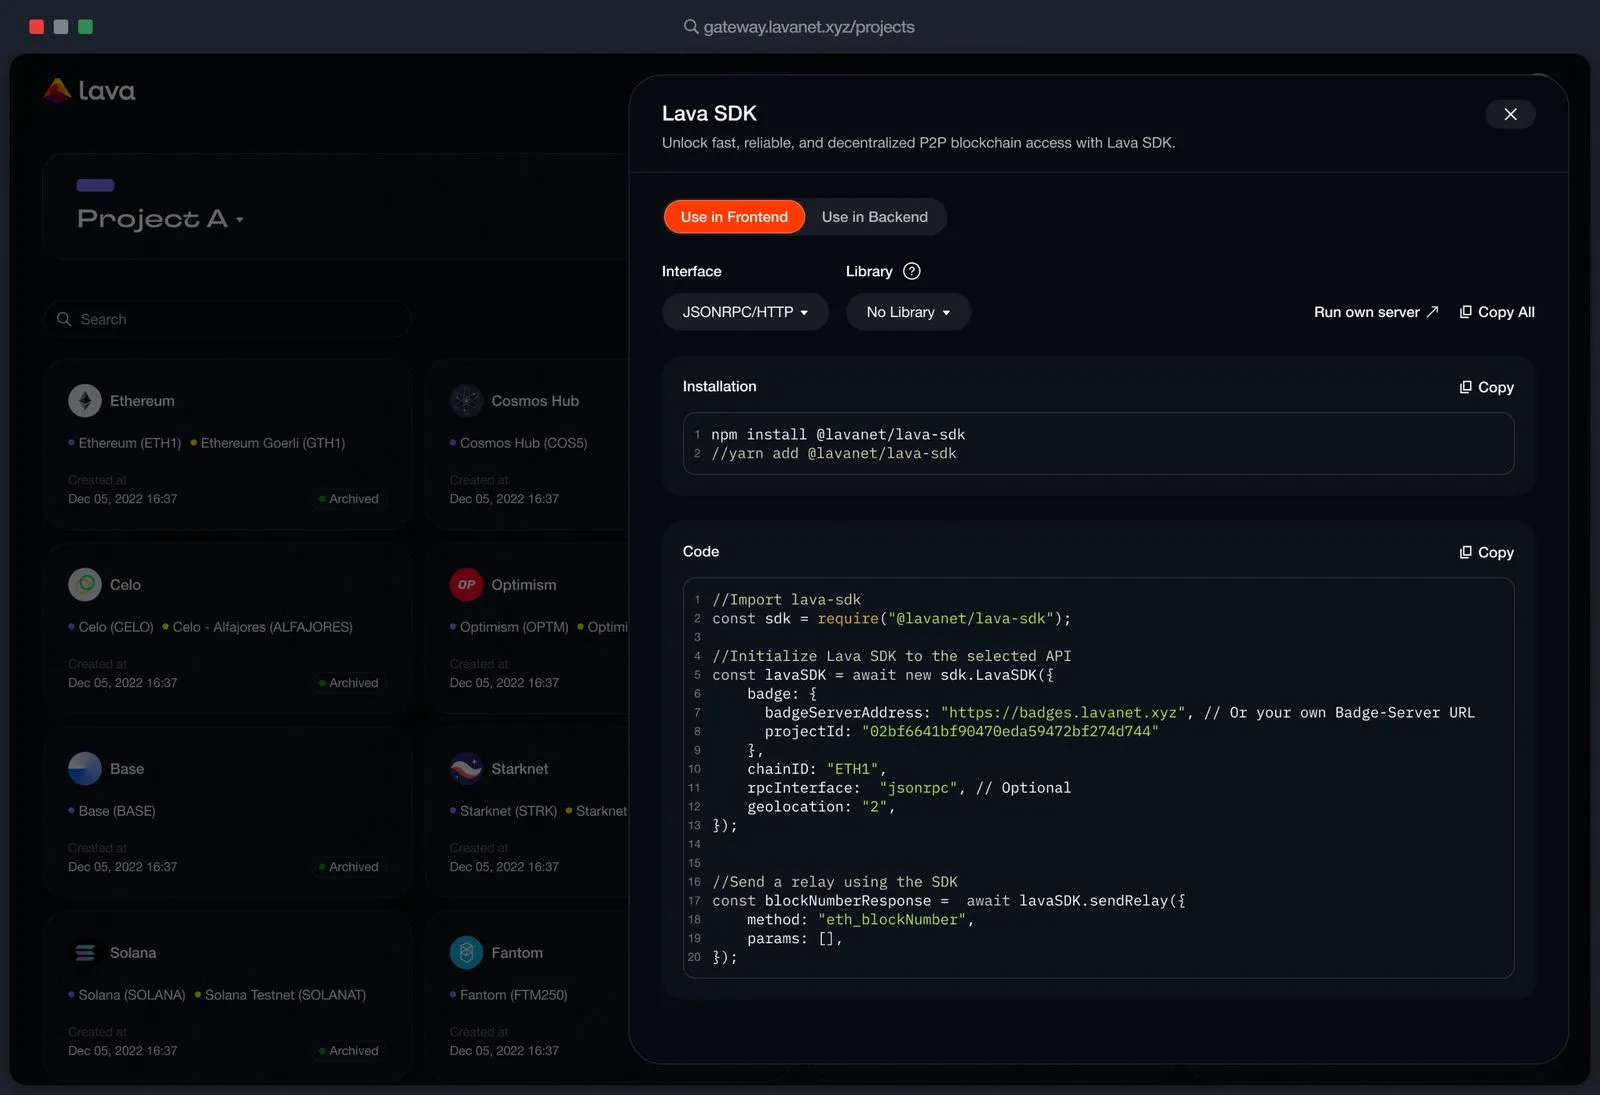 gateway.lavanet.xyz/projects
lava
Project A
Search
Ethereum
Ethereum (ETH1) Ethereum Goerli (GTH1)
Created at
Dec 05, 2022 16:37 Archived
Cosmos Hub
Cosmos Hub (COS5)
Created at
Dec 05, 2022 16:37
Celo
Celo (CELO) Celo - Alfajores (ALFAJORES)
Created at
Dec 05, 2022 16:37 Archived
OP Optimism
Optimism (OPTM) Optimi
Created at
Dec 05, 2022 16:37
Base
Base (BASE)
Created at
Dec 05, 2022 16:37 Archived
Starknet
Starknet (STRK) Starknet
Created at
Dec 05, 2022 16:37
Solana
Solana (SOLANA) Solana Testnet (SOLANAT)
Created at
Dec 05, 2022 16:37 Archived
Fantom
Fantom (FTM250)
Created at
Dec 05, 2022 16:37
Lava SDK
Unlock fast, reliable, and decentralized P2P blockchain access with Lava SDK.
Use in Frontend Use in Backend
Interface Library ?
JSONRPC/HTTP No Library Run own server Copy All
Installation Copy
1 npm install @lavanet/lava-sdk
2 //yarn add @lavanet/lava-sdk
Code Copy
1 //Import lava-sdk
2 const sdk = require("@lavanet/lava-sdk");
3
4 //Initialize Lava SDK to the selected API
5 const lavaSDK = await new sdk.LavaSDK({
6 badge: {
7 badgeServerAddress: "https://badges.lavanet.xyz", // Or your own Badge-Server URL
8 projectId: "02bf6641bf90470eda59472bf274d744"
9 },
10 chainID: "ETH1",
11 rpcInterface: "jsonrpc", // Optional
12 geolocation: "2",
13 });
14
15
16 //Send a relay using the SDK
17 const blockNumberResponse = await lavaSDK.sendRelay({
18 method: "eth_blockNumber",
19 params: [],
20 });